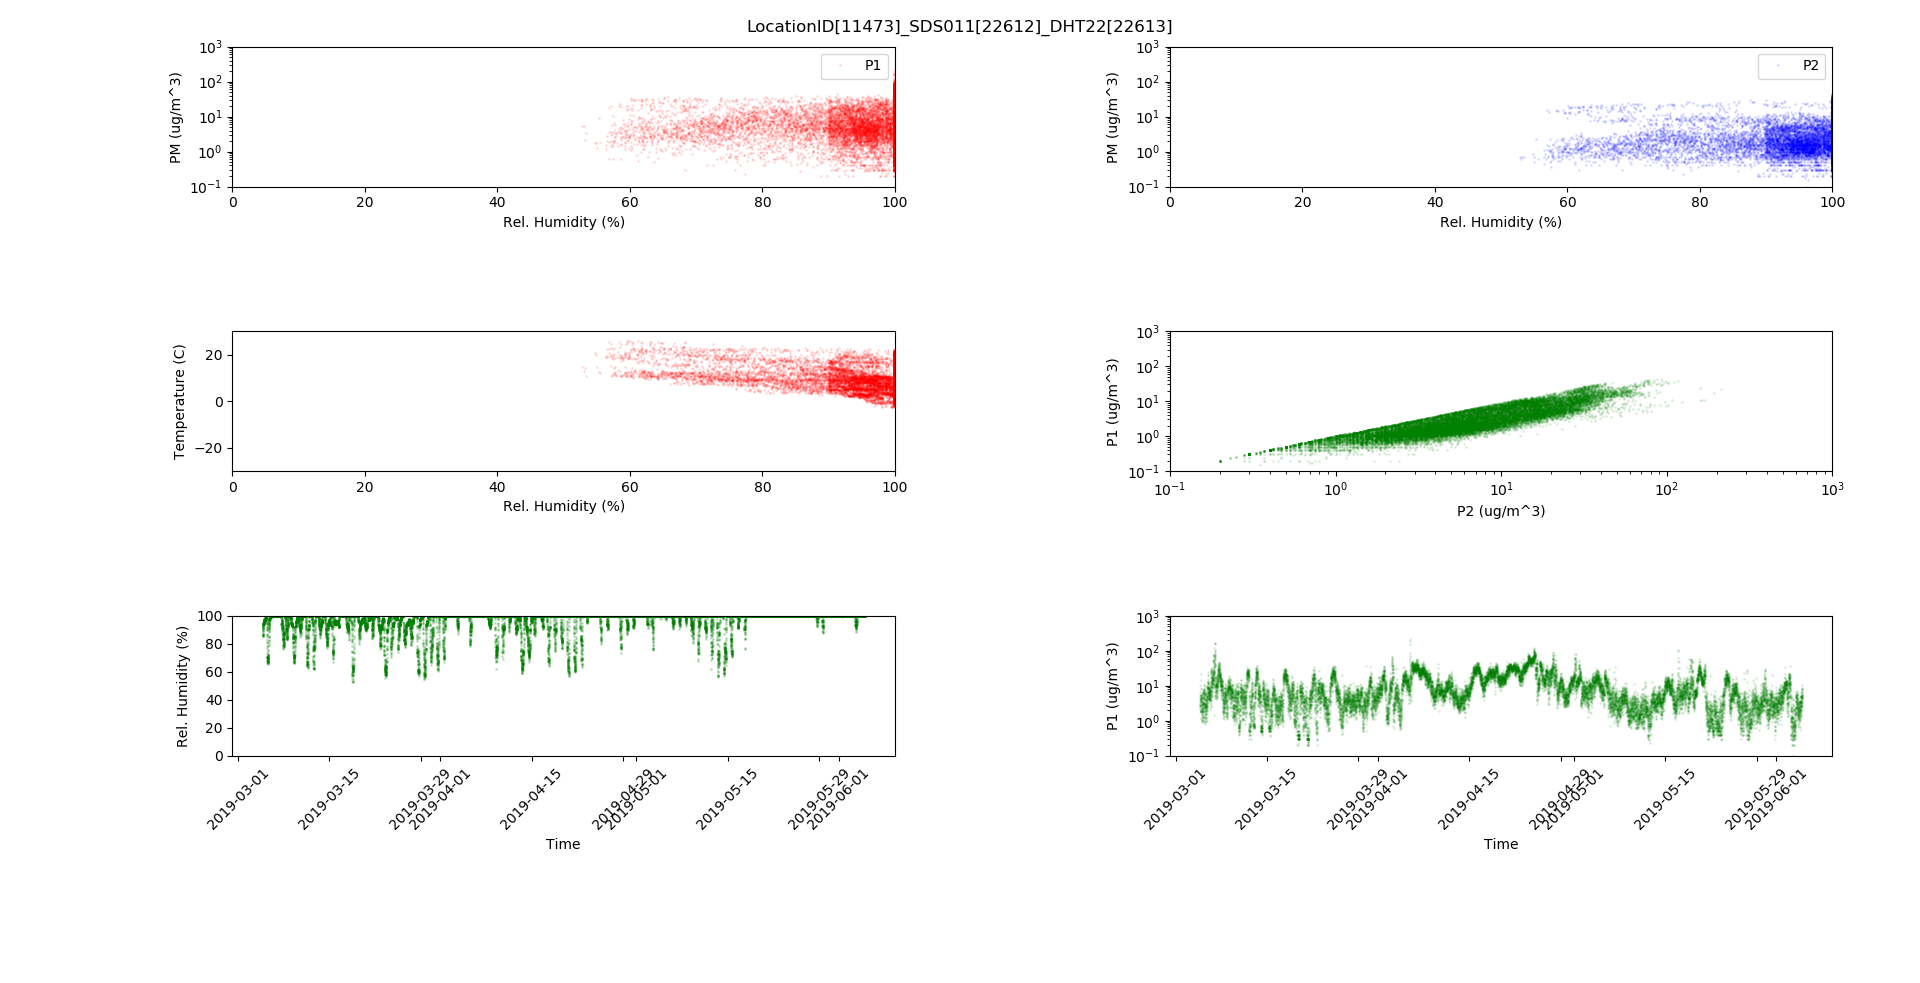 LocationID[11473]_SDS011[22612]_DHT22[22613]
PM (ug/m^3)
10^3
10^2
10^1
10^0
10^-1
P1
0 20 40 60 80 100
Rel. Humidity (%)
PM (ug/m^3)
10^3
10^2
10^1
10^0
10^-1
P2
0 20 40 60 80 100
Rel. Humidity (%)
Temperature (C)
20
0
−20
0 20 40 60 80 100
Rel. Humidity (%)
P1 (ug/m^3)
10^3
10^2
10^1
10^0
10^-1
10^-1 10^0 10^1 10^2 10^3
P2 (ug/m^3)
Rel. Humidity (%)
100
80
60
40
20
0
2019-03-01 2019-03-15 2019-03-29 2019-04-01 2019-04-15 2019-04-29 2019-05-01 2019-05-15 2019-05-29 2019-06-01
Time
P1 (ug/m^3)
10^3
10^2
10^1
10^0
10^-1
2019-03-01 2019-03-15 2019-03-29 2019-04-01 2019-04-15 2019-04-29 2019-05-01 2019-05-15 2019-05-29 2019-06-01
Time